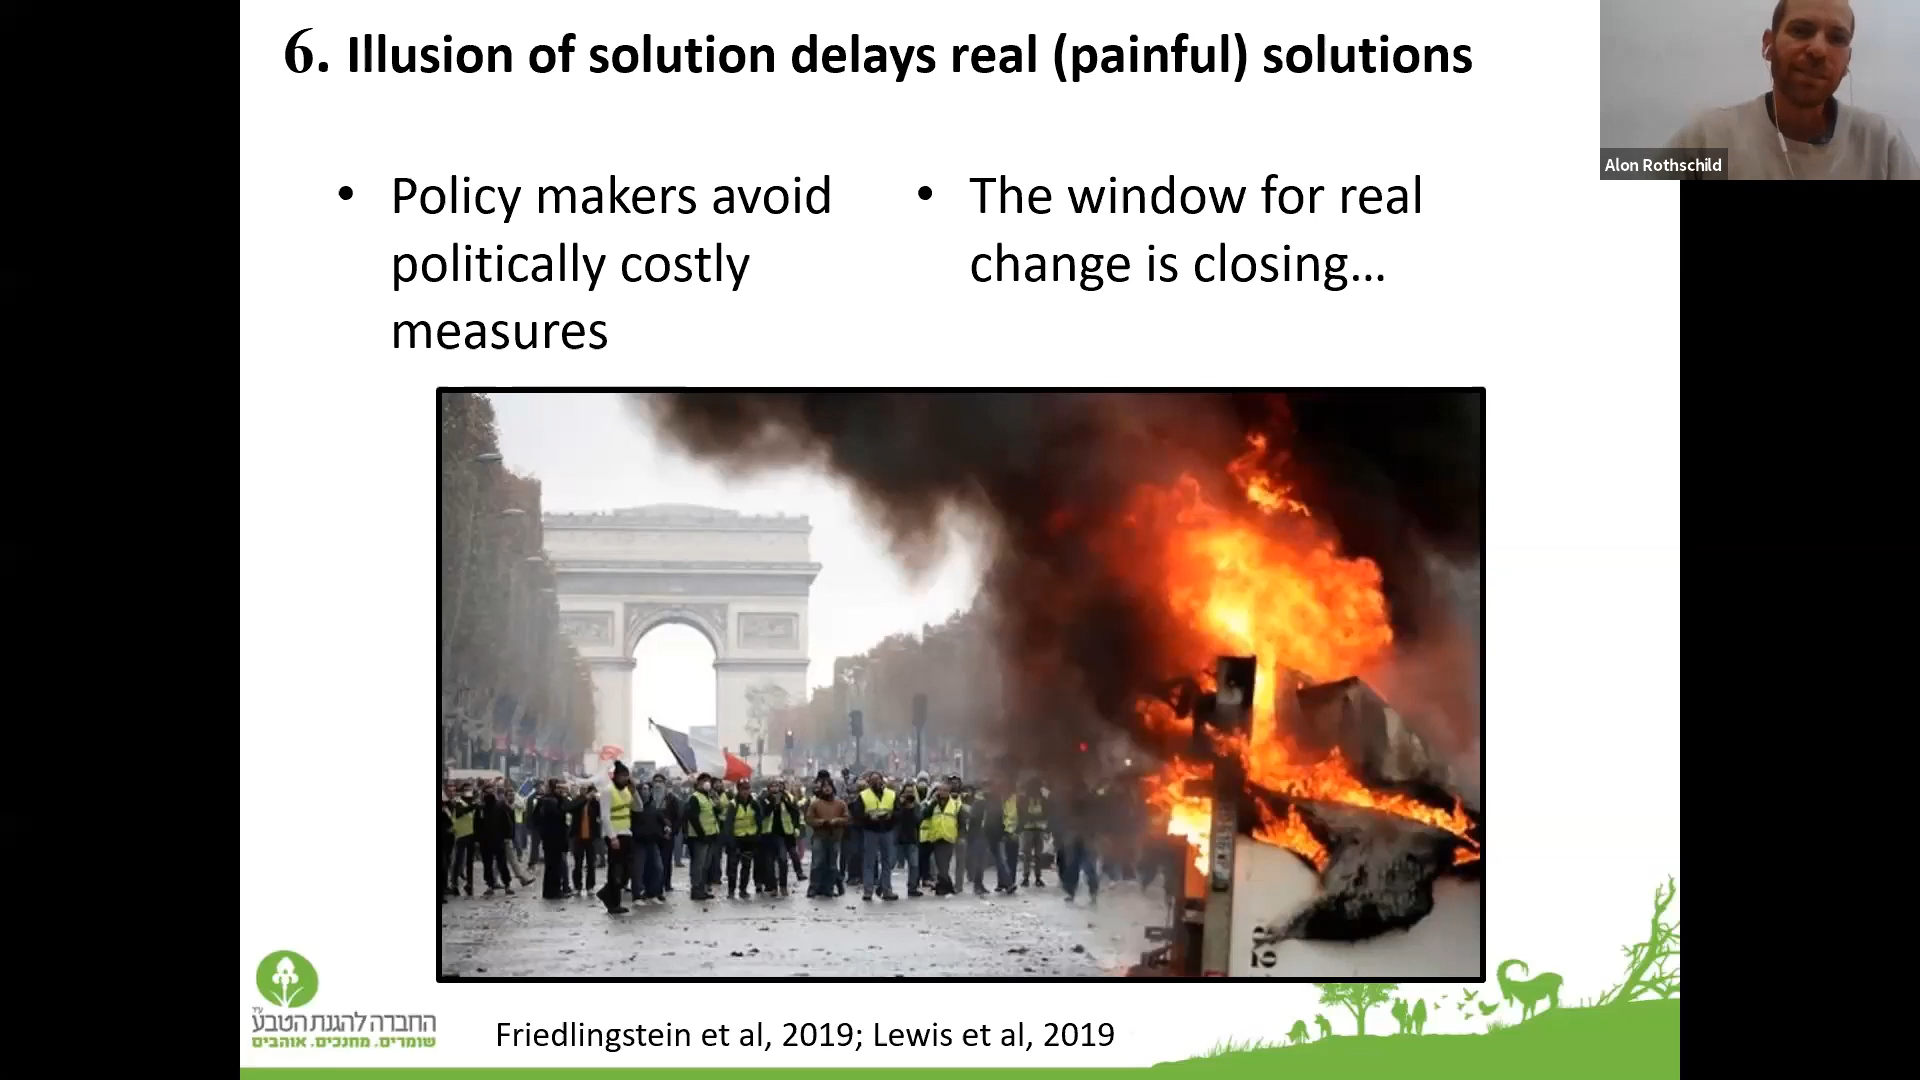 6. Illusion of solution delays real (painful) solutions
Alon Rothschild
• Policy makers avoid
politically costly
measures
• The window for real
change is closing...
החברה להגנת הטבע
שומרים. מחנכים. אוהבים
Friedlingstein et al, 2019; Lewis et al, 2019